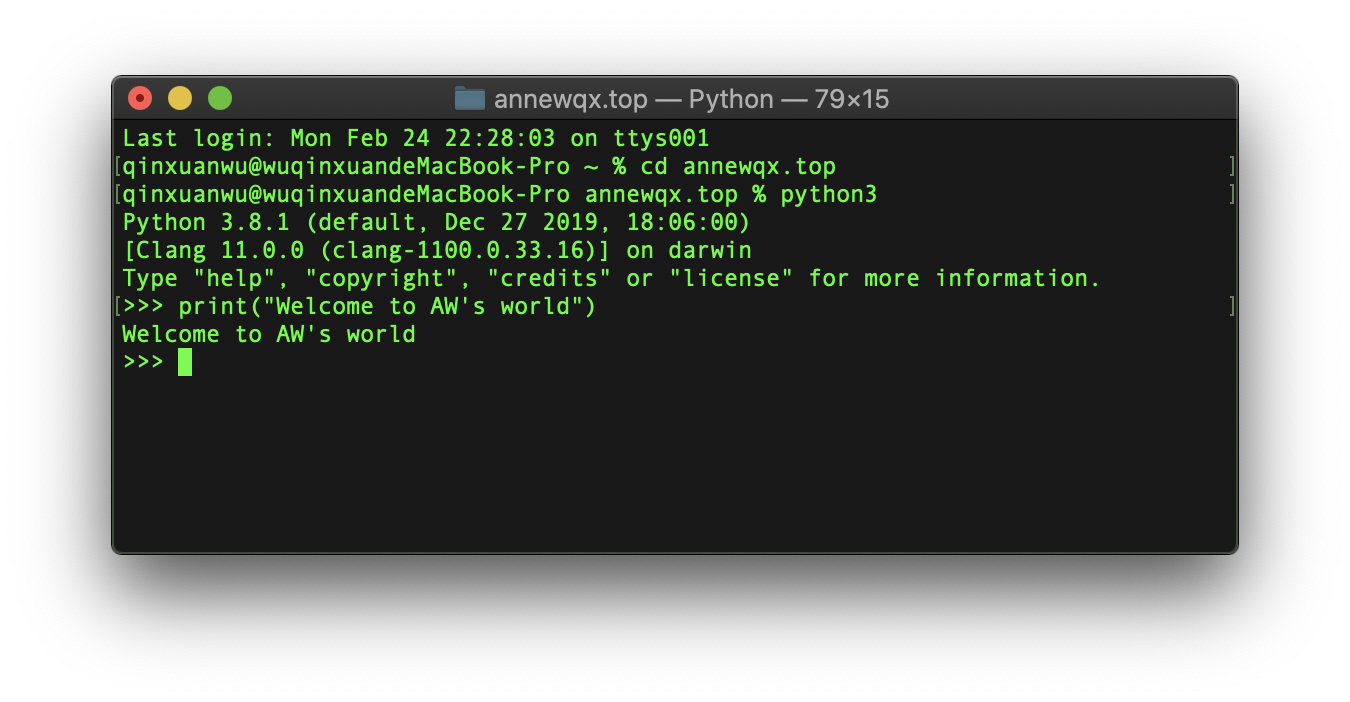 annewqx.top — Python — 79×15
Last login: Mon Feb 24 22:28:03 on ttys001
[qinxuanwu@wuqinxuandeMacBook-Pro ~ % cd annewqx.top ]
[qinxuanwu@wuqinxuandeMacBook-Pro annewqx.top % python3 ]
Python 3.8.1 (default, Dec 27 2019, 18:06:00)
[Clang 11.0.0 (clang-1100.0.33.16)] on darwin
Type "help", "copyright", "credits" or "license" for more information.
[>>> print("Welcome to AW's world") ]
Welcome to AW's world
>>>